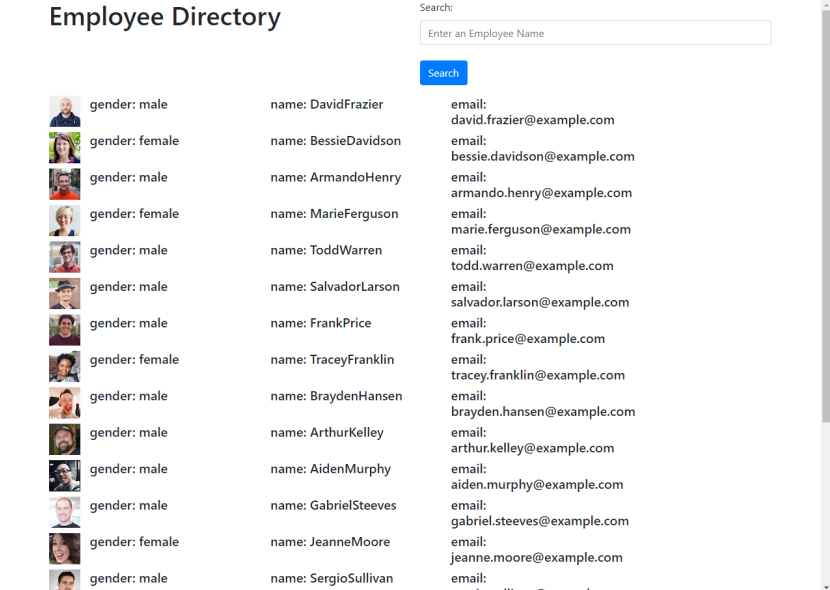 Employee Directory
Search:
Enter an Employee Name
Search
gender: male name: DavidFrazier email:
david.frazier@example.com
gender: female name: BessieDavidson email:
bessie.davidson@example.com
gender: male name: ArmandoHenry email:
armando.henry@example.com
gender: female name: MarieFerguson email:
marie.ferguson@example.com
gender: male name: ToddWarren email:
todd.warren@example.com
gender: male name: SalvadorLarson email:
salvador.larson@example.com
gender: male name: FrankPrice email:
frank.price@example.com
gender: female name: TraceyFranklin email:
tracey.franklin@example.com
gender: male name: BraydenHansen email:
brayden.hansen@example.com
gender: male name: ArthurKelley email:
arthur.kelley@example.com
gender: male name: AidenMurphy email:
aiden.murphy@example.com
gender: male name: GabrielSteeves email:
gabriel.steeves@example.com
gender: female name: JeanneMoore email:
jeanne.moore@example.com
gender: male name: SergioSullivan email: